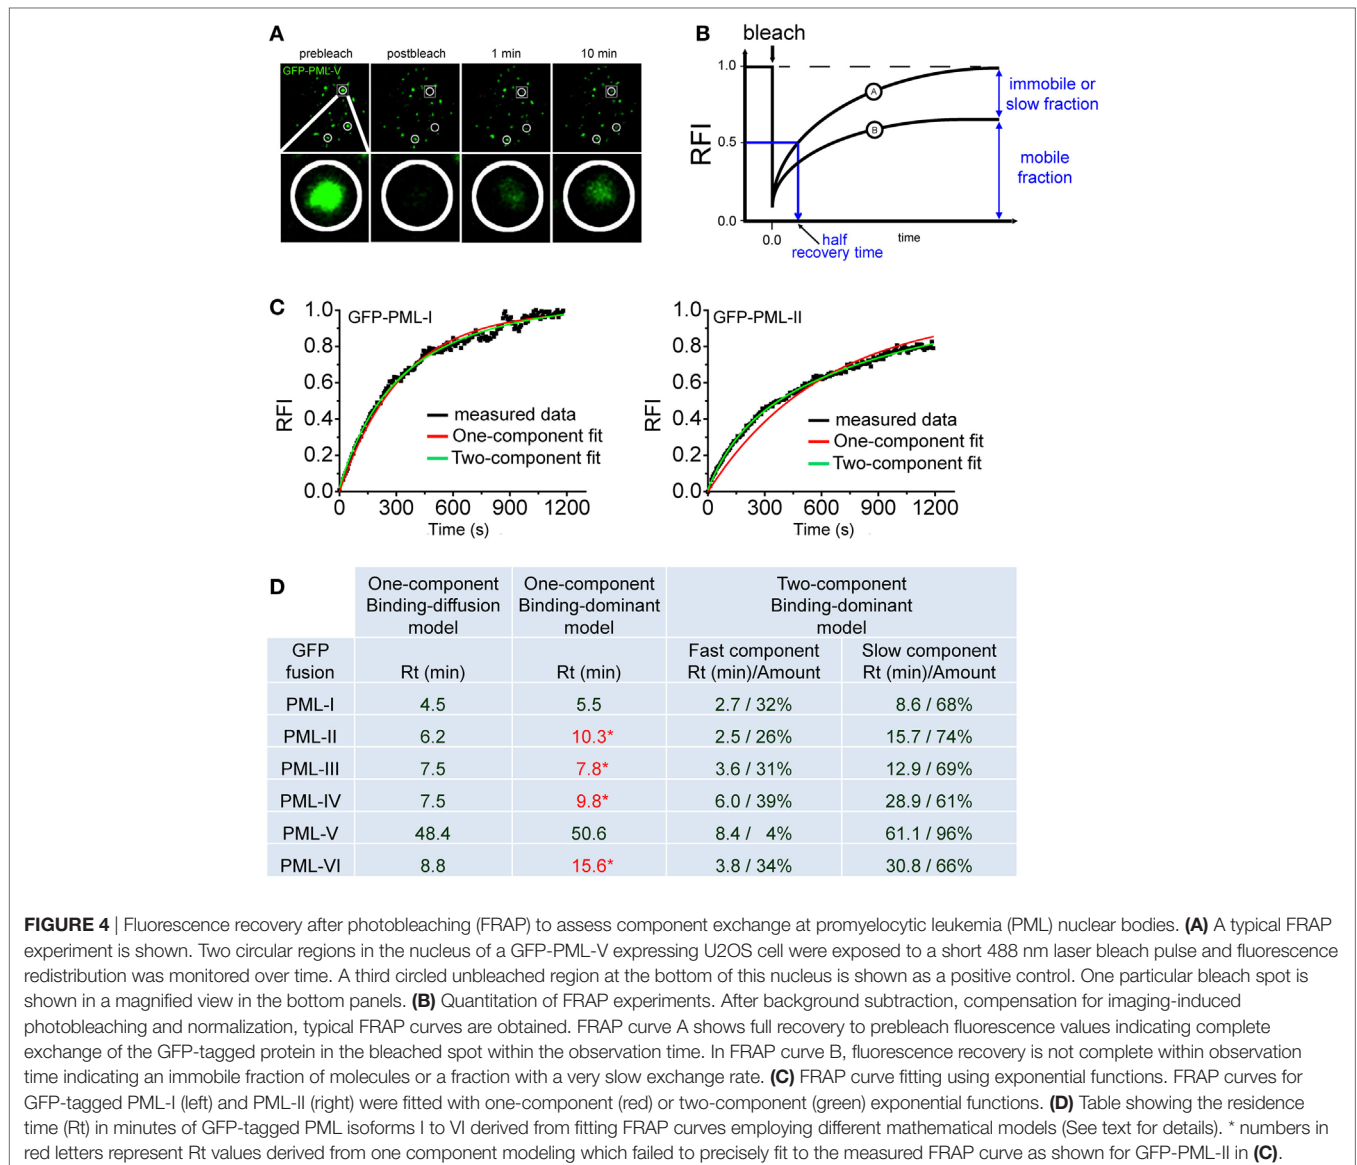 A
prebleach postbleach 1 min 10 min
GFP-PML-V
B
bleach
1.0
0.5
0.0
RFI
A
B
immobile or
slow fraction
mobile
fraction
0.0
half
recovery time
time
C
GFP-PML-I
1.0
0.8
0.6
0.4
0.2
0.0
RFI
measured data
One-component fit
Two-component fit
0 300 600 900 1200
Time (s)
GFP-PML-II
1.0
0.8
0.6
0.4
0.2
0.0
RFI
measured data
One-component fit
Two-component fit
0 300 600 900 1200
Time (s)
D
One-component Binding-diffusion model One-component Binding-dominant model Two-component Binding-dominant model
GFP fusion Rt (min) Rt (min) Fast component Rt (min)/Amount Slow component Rt (min)/Amount
PML-I 4.5 5.5 2.7 / 32% 8.6 / 68%
PML-II 6.2 10.3* 2.5 / 26% 15.7 / 74%
PML-III 7.5 7.8* 3.6 / 31% 12.9 / 69%
PML-IV 7.5 9.8* 6.0 / 39% 28.9 / 61%
PML-V 48.4 50.6 8.4 / 4% 61.1 / 96%
PML-VI 8.8 15.6* 3.8 / 34% 30.8 / 66%
FIGURE 4 | Fluorescence recovery after photobleaching (FRAP) to assess component exchange at promyelocytic leukemia (PML) nuclear bodies. (A) A typical FRAP
experiment is shown. Two circular regions in the nucleus of a GFP-PML-V expressing U2OS cell were exposed to a short 488 nm laser bleach pulse and fluorescence
redistribution was monitored over time. A third circled unbleached region at the bottom of this nucleus is shown as a positive control. One particular bleach spot is
shown in a magnified view in the bottom panels. (B) Quantitation of FRAP experiments. After background subtraction, compensation for imaging-induced
photobleaching and normalization, typical FRAP curves are obtained. FRAP curve A shows full recovery to prebleach fluorescence values indicating complete
exchange of the GFP-tagged protein in the bleached spot within the observation time. In FRAP curve B, fluorescence recovery is not complete within observation
time indicating an immobile fraction of molecules or a fraction with a very slow exchange rate. (C) FRAP curve fitting using exponential functions. FRAP curves for
GFP-tagged PML-I (left) and PML-II (right) were fitted with one-component (red) or two-component (green) exponential functions. (D) Table showing the residence
time (Rt) in minutes of GFP-tagged PML isoforms I to VI derived from fitting FRAP curves employing different mathematical models (See text for details). * numbers in
red letters represent Rt values derived from one component modeling which failed to precisely fit to the measured FRAP curve as shown for GFP-PML-II in (C).